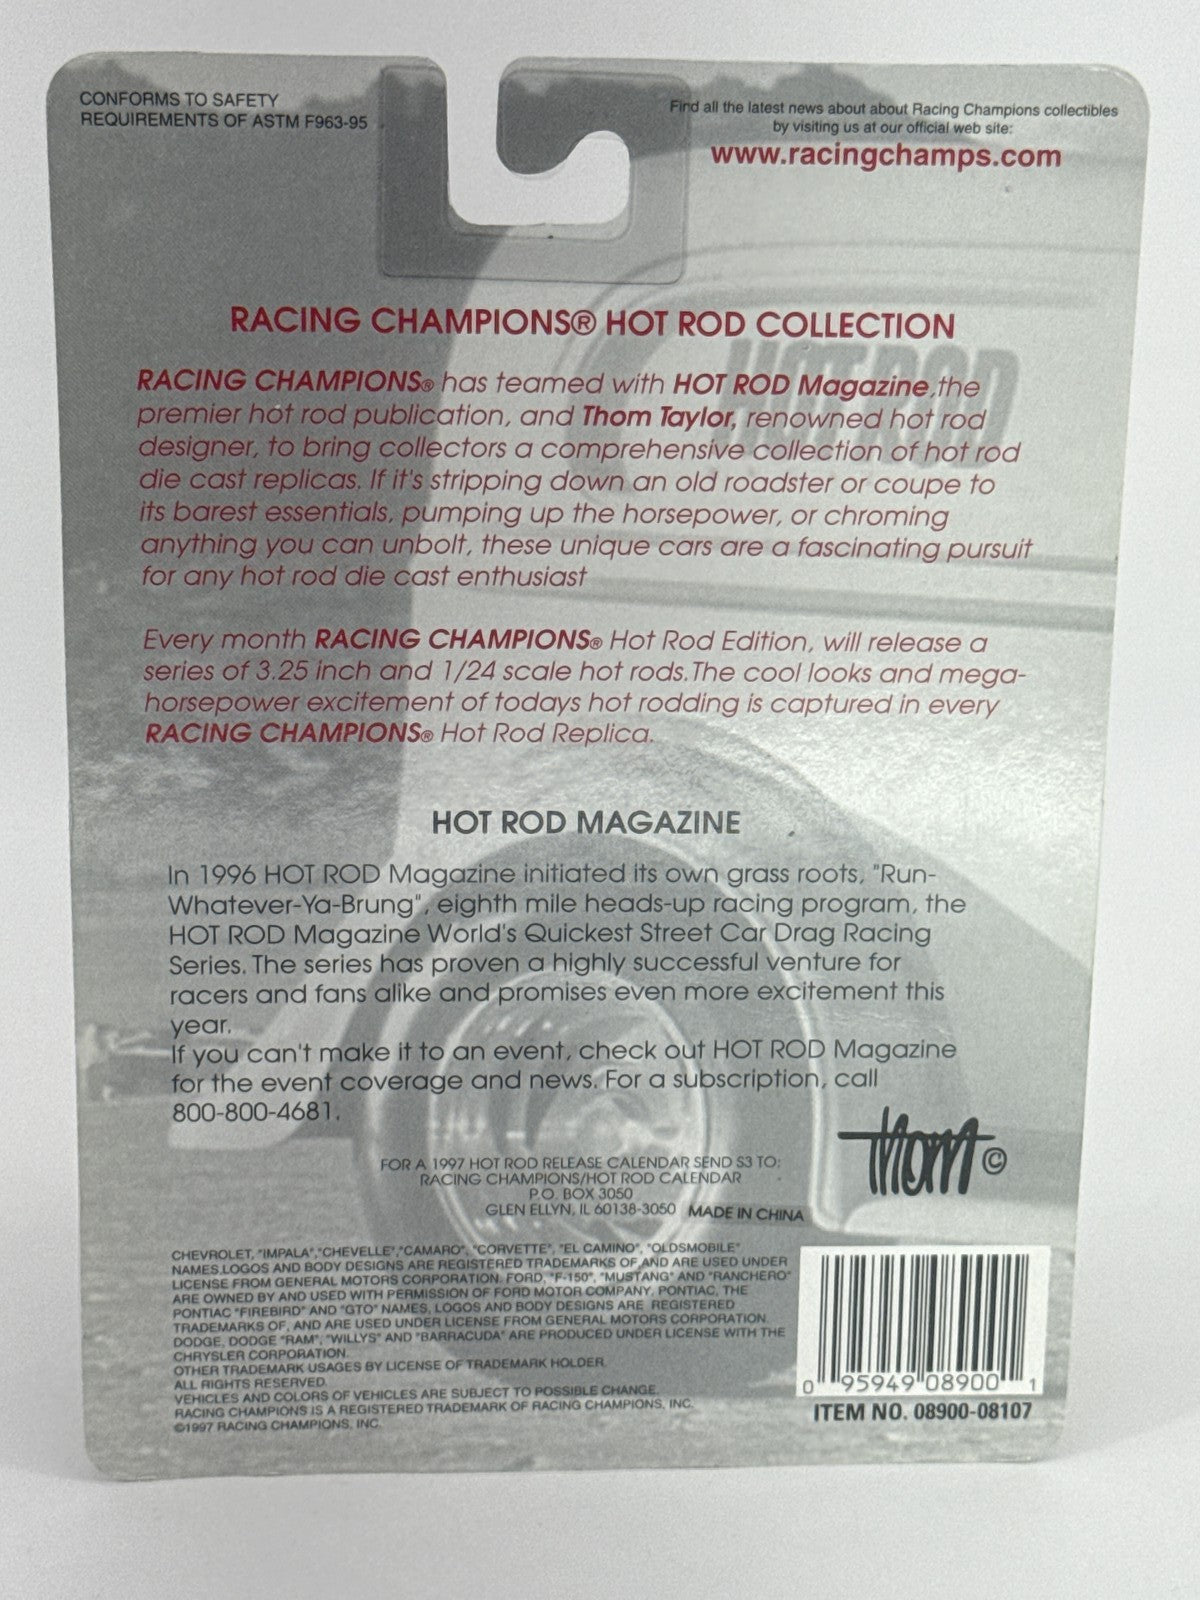 CONFORMS TO SAFETY
REQUIREMENTS OF ASTM F963-95
Find all the latest news about about Racing Champions collectibles
by visiting us at our official web site:
www.racingchamps.com
HOT ROD
RACING CHAMPIONS® HOT ROD COLLECTION
RACING CHAMPIONS® has teamed with HOT ROD Magazine, the
premier hot rod publication, and Thom Taylor, renowned hot rod
designer, to bring collectors a comprehensive collection of hot rod
die cast replicas. If it's stripping down an old roadster or coupe to
its barest essentials, pumping up the horsepower, or chroming
anything you can unbolt, these unique cars are a fascinating pursuit
for any hot rod die cast enthusiast
Every month RACING CHAMPIONS® Hot Rod Edition, will release a
series of 3.25 inch and 1/24 scale hot rods. The cool looks and mega-
horsepower excitement of todays hot rodding is captured in every
RACING CHAMPIONS® Hot Rod Replica.
HOT ROD MAGAZINE
In 1996 HOT ROD Magazine initiated its own grass roots, "Run-
Whatever-Ya-Brung", eighth mile heads-up racing program, the
HOT ROD Magazine World's Quickest Street Car Drag Racing
Series. The series has proven a highly successful venture for
racers and fans alike and promises even more excitement this
year.
If you can't make it to an event, check out HOT ROD Magazine
for the event coverage and news. For a subscription, call
800-800-4681.
Thom ©
FOR A 1997 HOT ROD RELEASE CALENDAR SEND $3 TO:
RACING CHAMPIONS/HOT ROD CALENDAR
P.O. BOX 3050
GLEN ELLYN, IL 60138-3050 MADE IN CHINA
CHEVROLET, "IMPALA","CHEVELLE","CAMARO", "CORVETTE", "EL CAMINO", "OLDSMOBILE"
NAMES,LOGOS AND BODY DESIGNS ARE REGISTERED TRADEMARKS OF,AND ARE USED UNDER
LICENSE FROM GENERAL MOTORS CORPORATION. FORD, "F-150", "MUSTANG" AND "RANCHERO"
ARE OWNED BY AND USED WITH PERMISSION OF FORD MOTOR COMPANY. PONTIAC, THE
PONTIAC "FIREBIRD" AND "GTO" NAMES, LOGOS AND BODY DESIGNS ARE REGISTERED
TRADEMARKS OF, AND ARE USED UNDER LICENSE FROM GENERAL MOTORS CORPORATION.
DODGE, DODGE "RAM", "WILLYS" AND "BARRACUDA" ARE PRODUCED UNDER LICENSE WITH THE
CHRYSLER CORPORATION.
OTHER TRADEMARK USAGES BY LICENSE OF TRADEMARK HOLDER.
ALL RIGHTS RESERVED.
VEHICLES AND COLORS OF VEHICLES ARE SUBJECT TO POSSIBLE CHANGE.
RACING CHAMPIONS IS A REGISTERED TRADEMARK OF RACING CHAMPIONS, INC.
©1997 RACING CHAMPIONS, INC.
0 95949 08900 1
ITEM NO. 08900-08107